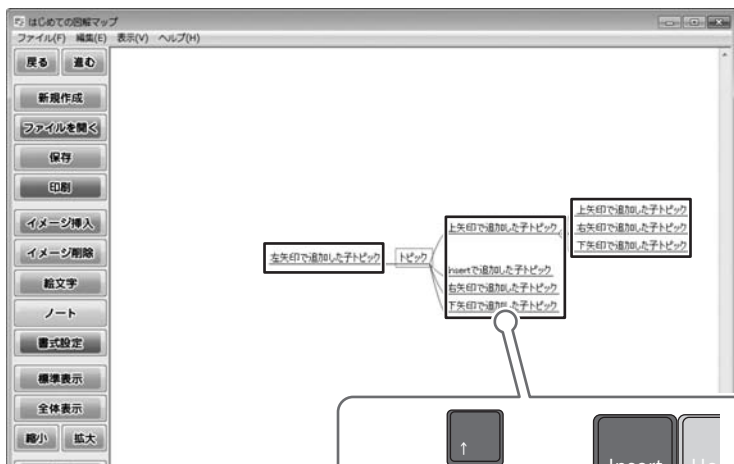 はじめての図解マップ
ファイル(F) 編集(E) 表示(V) ヘルプ(H)
戻る 進む
新規作成
ファイルを開く
保存
印刷
イメージ挿入
イメージ削除
絵文字
ノート
書式設定
標準表示
全体表示
縮小 拡大
左矢印で追加した子トピック
トピック
上矢印で追加した子トピック
Insertで追加した子トピック
右矢印で追加した子トピック
下矢印で追加した子トピック
上矢印で追加した子トピック
右矢印で追加した子トピック
下矢印で追加した子トピック
↑
Insert